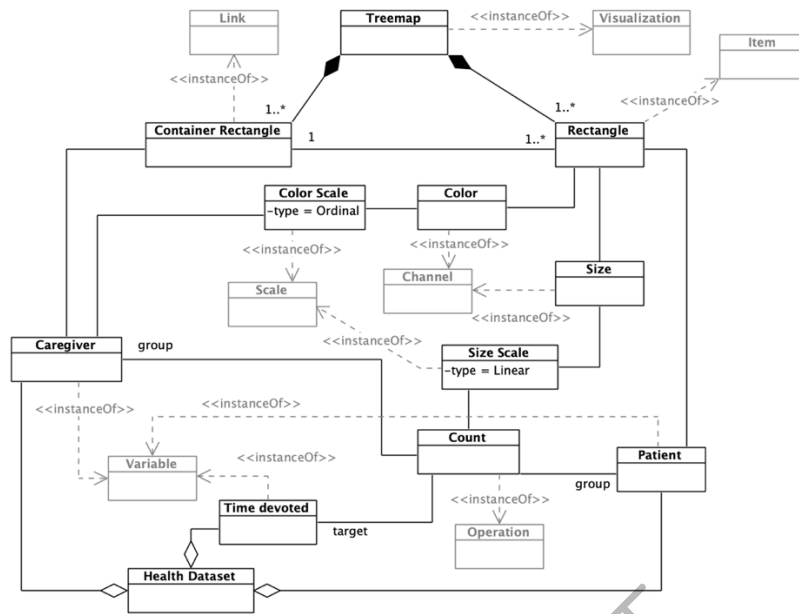 Link
Treemap
<<instanceOf>>
Visualization
Item
<<instanceOf>>
<<instanceOf>>
1..*
1..*
Container Rectangle
1
1..*
Rectangle
Color Scale
-type = Ordinal
Color
<<instanceOf>>
<<instanceOf>>
Scale
Channel
Size
<<instanceOf>>
<<instanceOf>>
Caregiver
group
Size Scale
-type = Linear
<<instanceOf>>
<<instanceOf>>
Count
Variable
<<instanceOf>>
Patient
group
<<instanceOf>>
Time devoted
target
Operation
Health Dataset